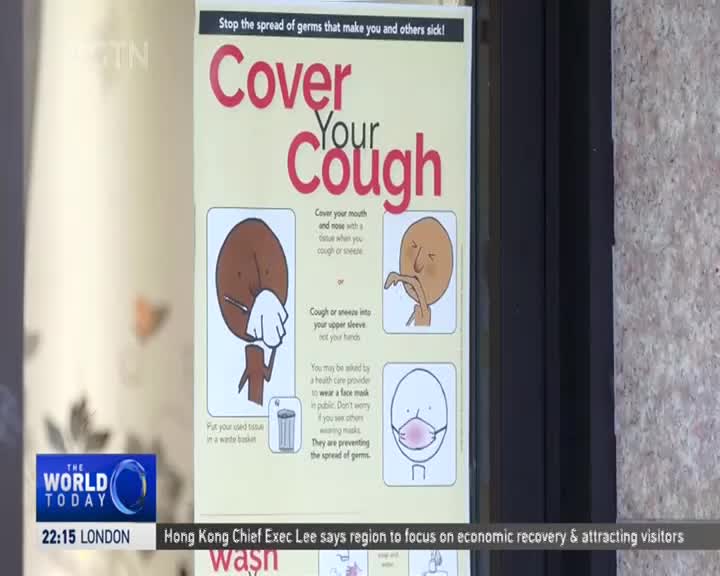 CGTN
Stop the spread of germs that make you and others sick!
Cover
Your
Cough
Cover your mouth
and nose with a
tissue when you
cough or sneeze.
or
Cough or sneeze into
your upper sleeve,
not your hands.
You may be asked by
a health care provider
to wear a face mask
in public. Don't worry
if you see others
wearing masks.
They are preventing
the spread of germs.
Put your used tissue
in a waste basket.
Wash
soap and
water.
THE
WORLD
TODAY
22:15 LONDON
Hong Kong Chief Exec Lee says region to focus on economic recovery & attracting visitors